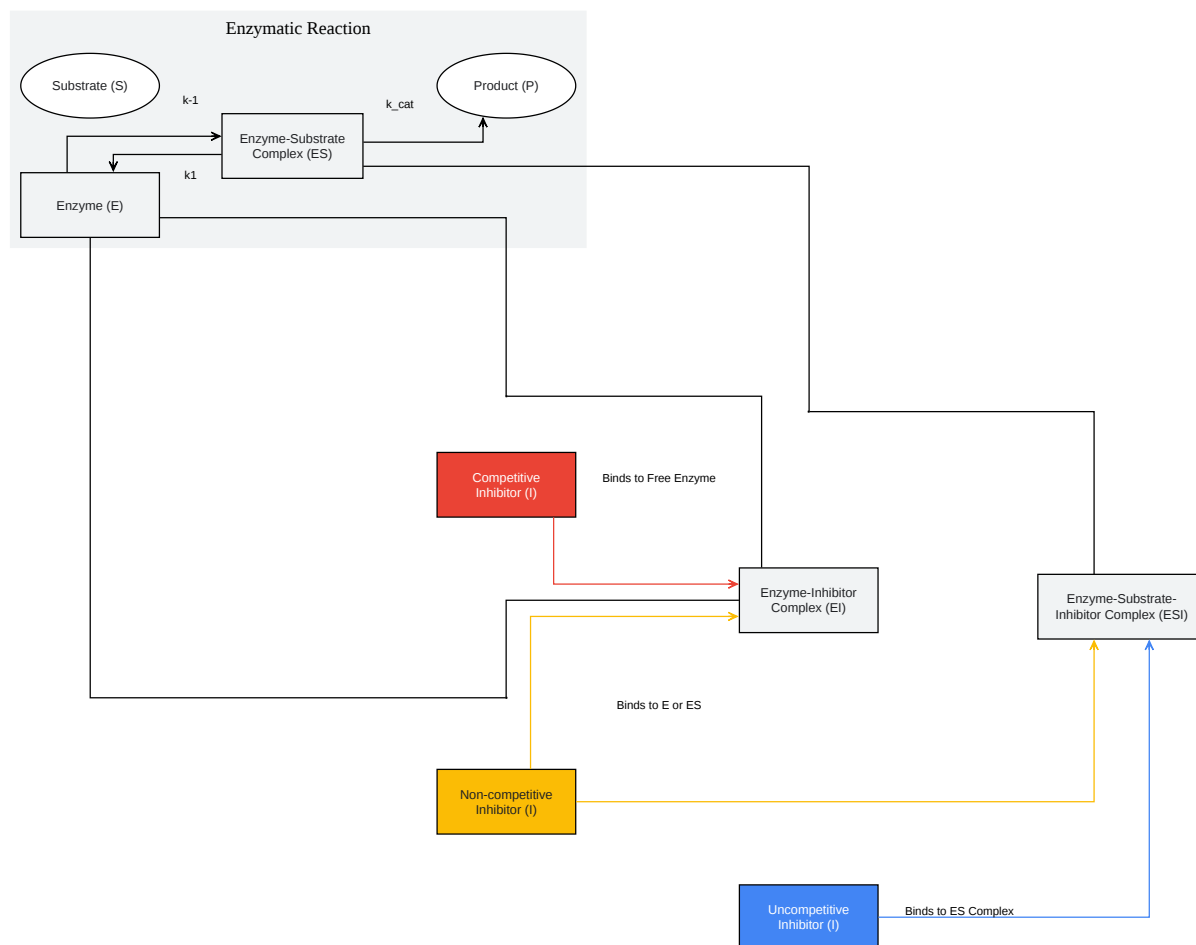 Enzymatic Reaction
Substrate (S)
Product (P)
k-1
k_cat
Enzyme-Substrate
Complex (ES)
k1
Enzyme (E)
Competitive
Inhibitor (I)
Binds to Free Enzyme
Enzyme-Inhibitor
Complex (EI)
Enzyme-Substrate-
Inhibitor Complex (ESI)
Binds to E or ES
Non-competitive
Inhibitor (I)
Uncompetitive
Inhibitor (I)
Binds to ES Complex